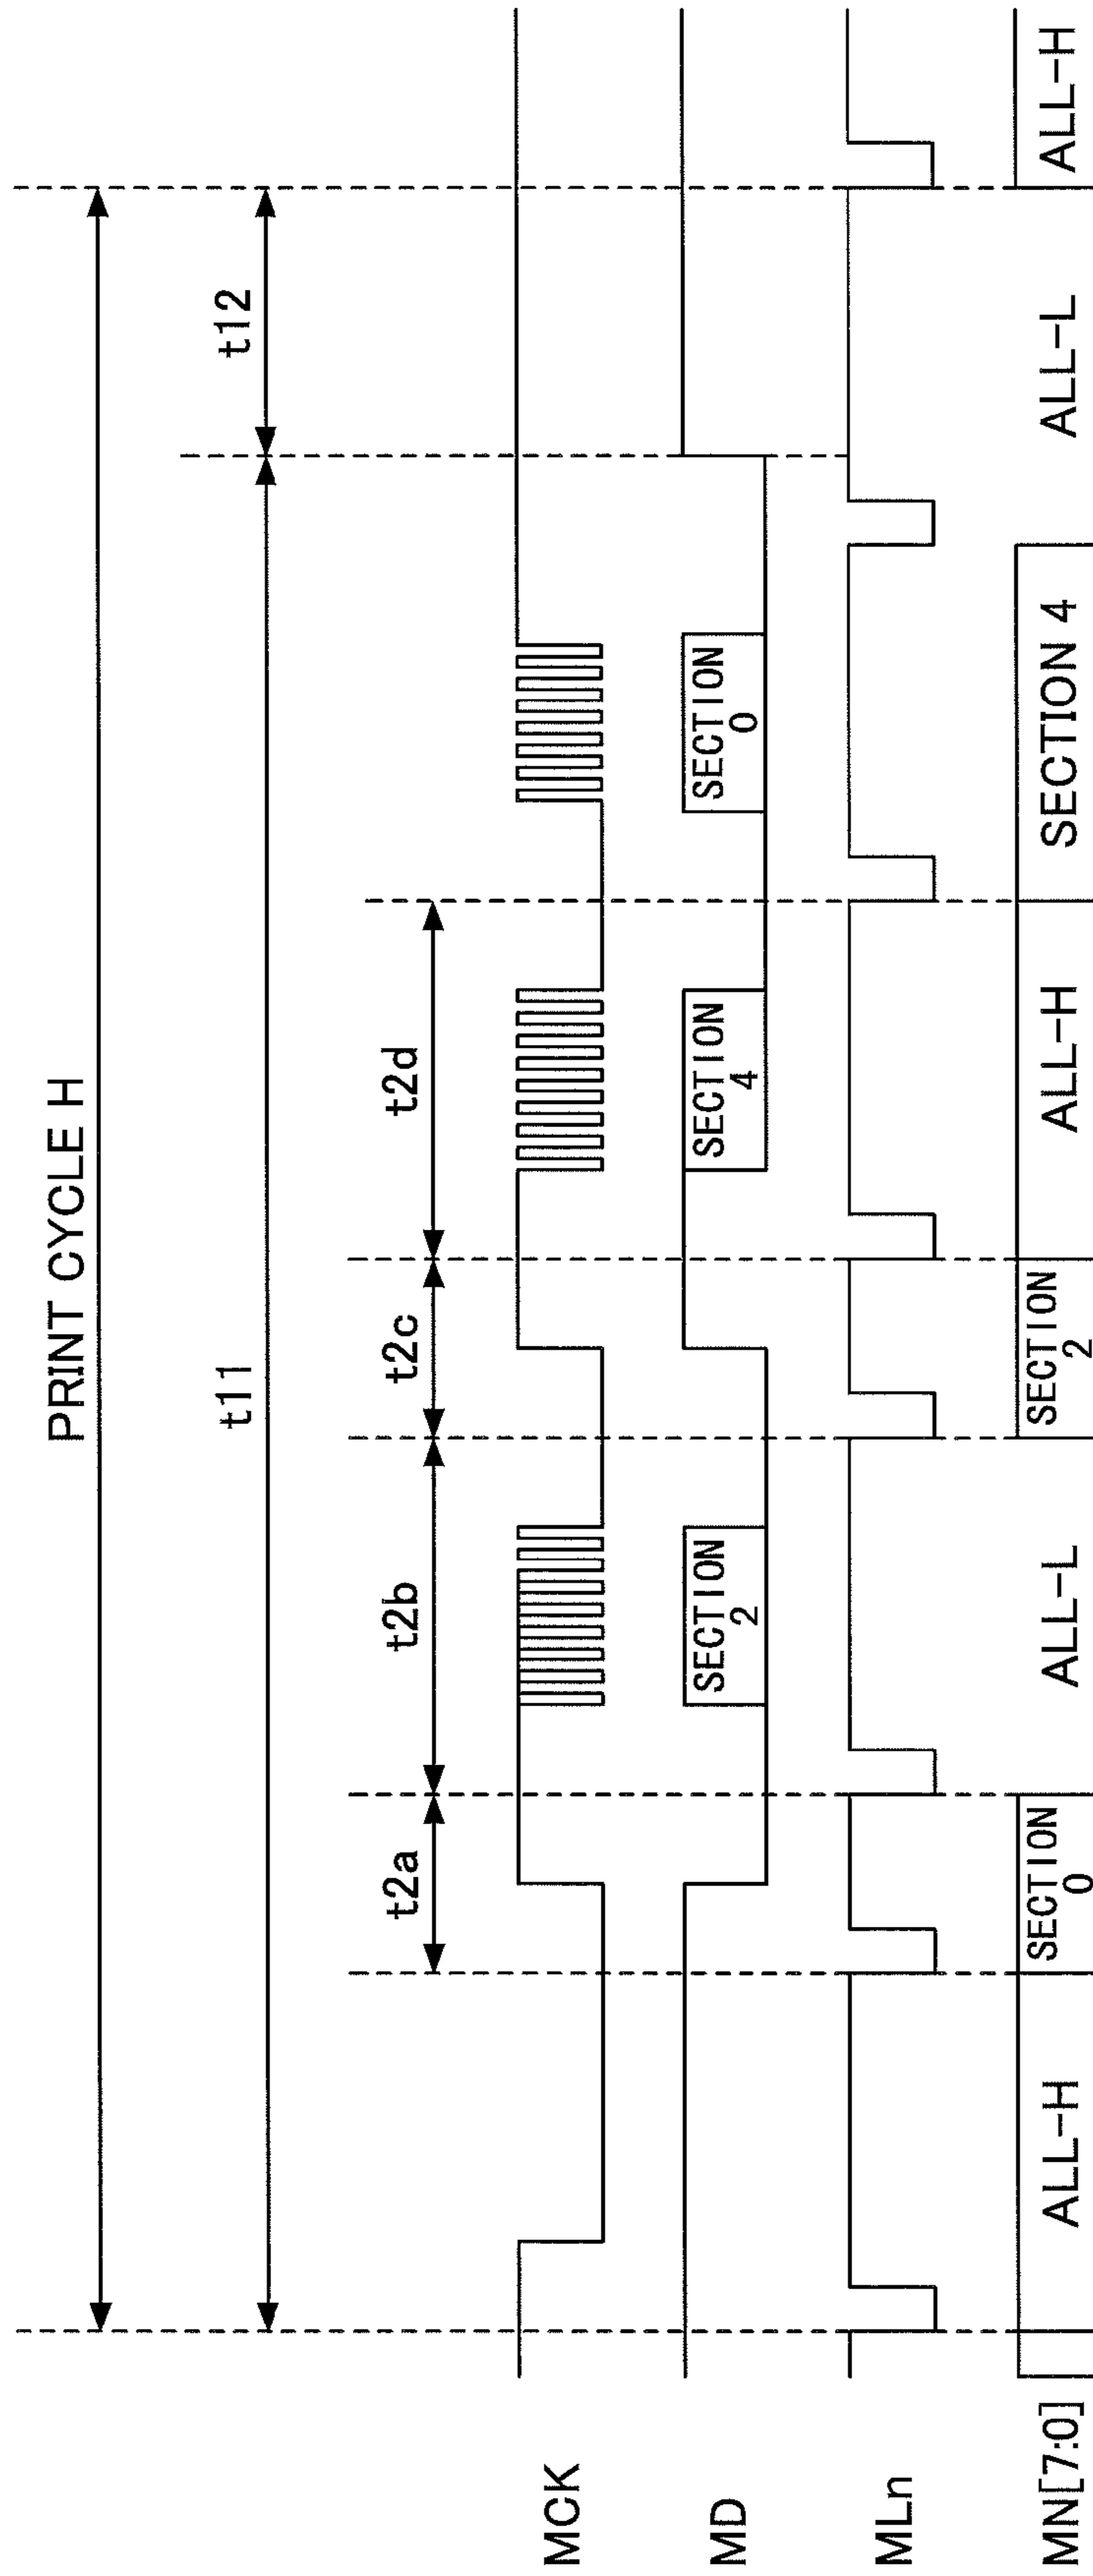 PRINT CYCLE H
t11
t12
t2a
t2b
t2c
t2d
MCK
MD
SECTION
2
SECTION
4
SECTION
0
MLn
MN[7:0]
ALL-H
SECTION
0
ALL-L
SECTION
2
ALL-H
SECTION 4
ALL-L
ALL-H